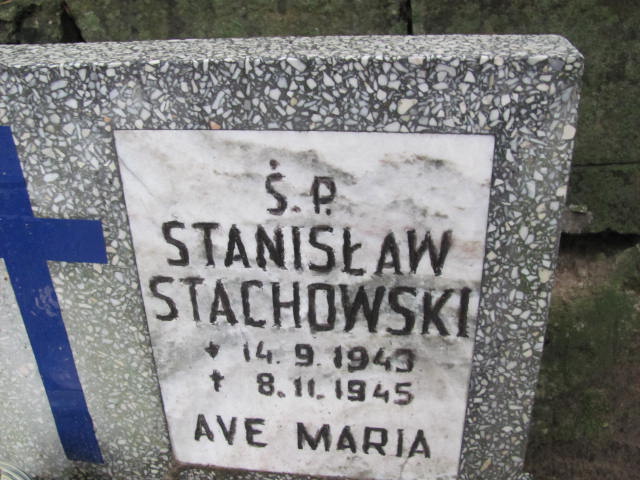 Ś.P.
STANISŁAW
STACHOWSKI
* 14.9.1943
† 8.11.1945
AVE MARIA